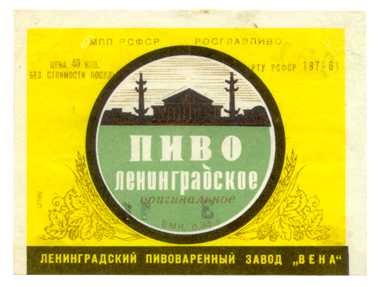 МПП РСФСР РОСГЛАВПИВО
ЦЕНА 40 КОП.
БЕЗ СТОИМОСТИ ПОСУДЫ
РТУ РСФСР 197-61
ПИВО
ленинградское
оригинальное
ЛЕНИНГРАДСКИЙ ПИВОВАРЕННЫЙ ЗАВОД „ВЕНА“